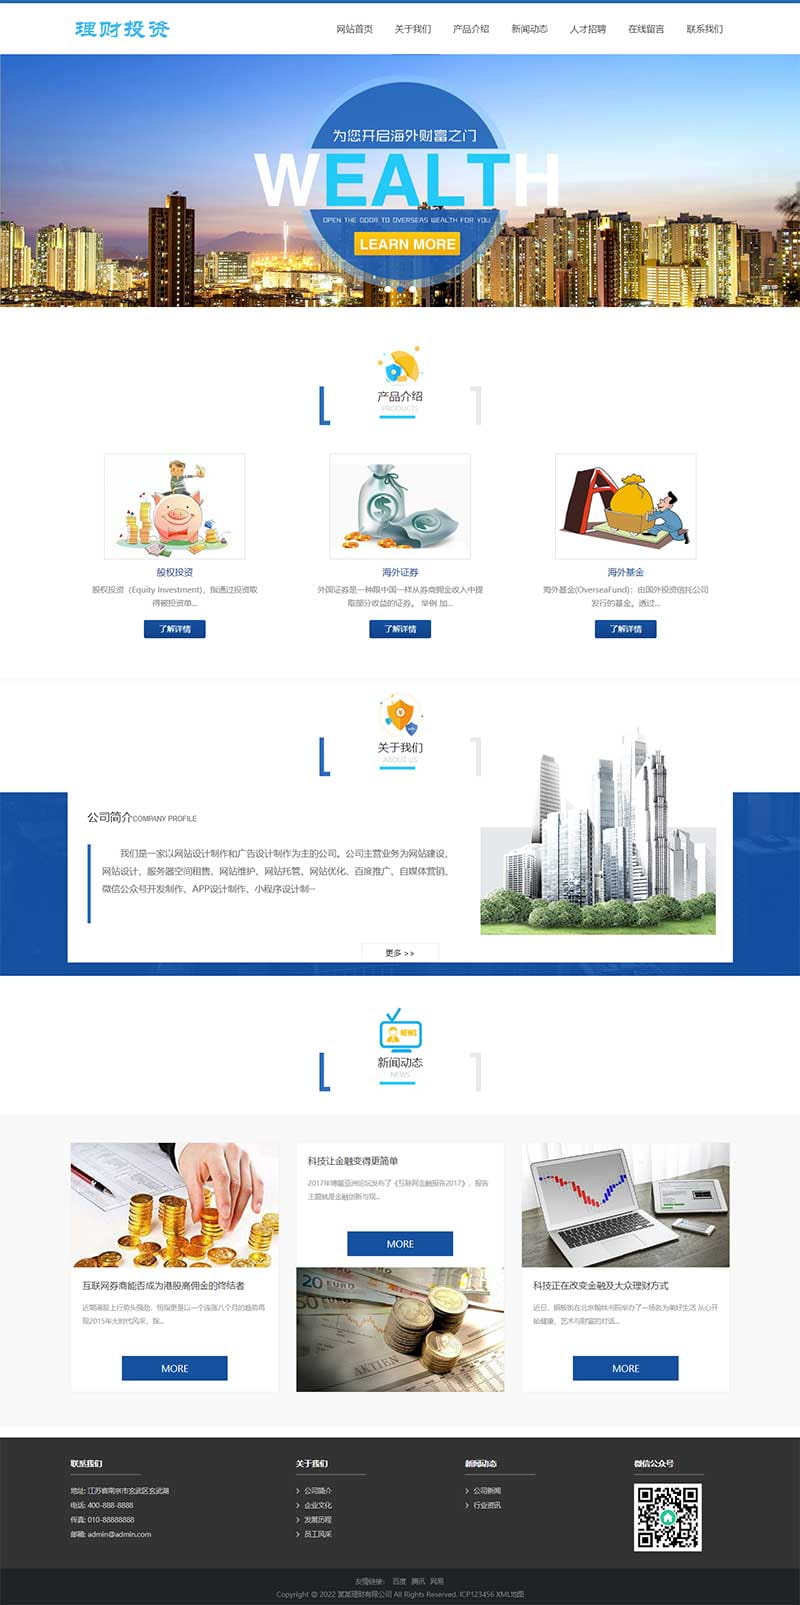 理财投资
网站首页 关于我们 产品介绍 新闻动态 人才招聘 在线留言 联系我们
为您开启海外财富之门
WEALTH
OPEN THE DOOR TO OVERSEAS WEALTH FOR YOU
LEARN MORE
产品介绍
PRODUCTS
股权投资
股权投资（Equity Investment)，指通过投资取
得被投资单...
了解详情
海外证券
外国证券是一种跟中国一样从券商拥金收入中提
取部分收益的证券。 举例 加...
了解详情
海外基金
海外基金(OverseaFund)：由国外投资信托公司
发行的基金。透过...
了解详情
关于我们
ABOUT US
公司简介COMPANY PROFILE
我们是一家以网站设计制作和广告设计制作为主的公司。公司主营业务为网站建设、
网站设计、服务器空间租售、网站维护、网站托管、网站优化、百度推广、自媒体营销、
微信公众号开发制作、APP设计制作、小程序设计制···
更多 >>
NEWS
新闻动态
NEWS
互联网券商能否成为港股高佣金的终结者
近期港股上行势头强劲，恒指更是以一个连涨八个月的趋势再
现2015年大时代风采，据...
MORE
科技让金融变得更简单
2017年博鳌亚洲论坛发布了《互联网金融报告2017》，报告
主题就是金融创新与规...
MORE
20 EURO
50 EURO
AKTIEN
科技正在改变金融及大众理财方式
近日，铜板街在北京翰林书院举办了一场名为美好生活 从心开
始健康、艺术与财富的对话...
MORE
联系我们
地址: 江苏省南京市玄武区玄武湖
电话: 400-888-8888
传真: 010-88888888
邮箱: admin@admin.com
关于我们
> 公司简介
> 企业文化
> 发展历程
> 员工风采
新闻动态
> 公司新闻
> 行业资讯
微信公众号
友情链接： 百度 腾讯 网易
Copyright @ 2022 某某理财有限公司 All Rights Reserved. ICP123456 XML地图